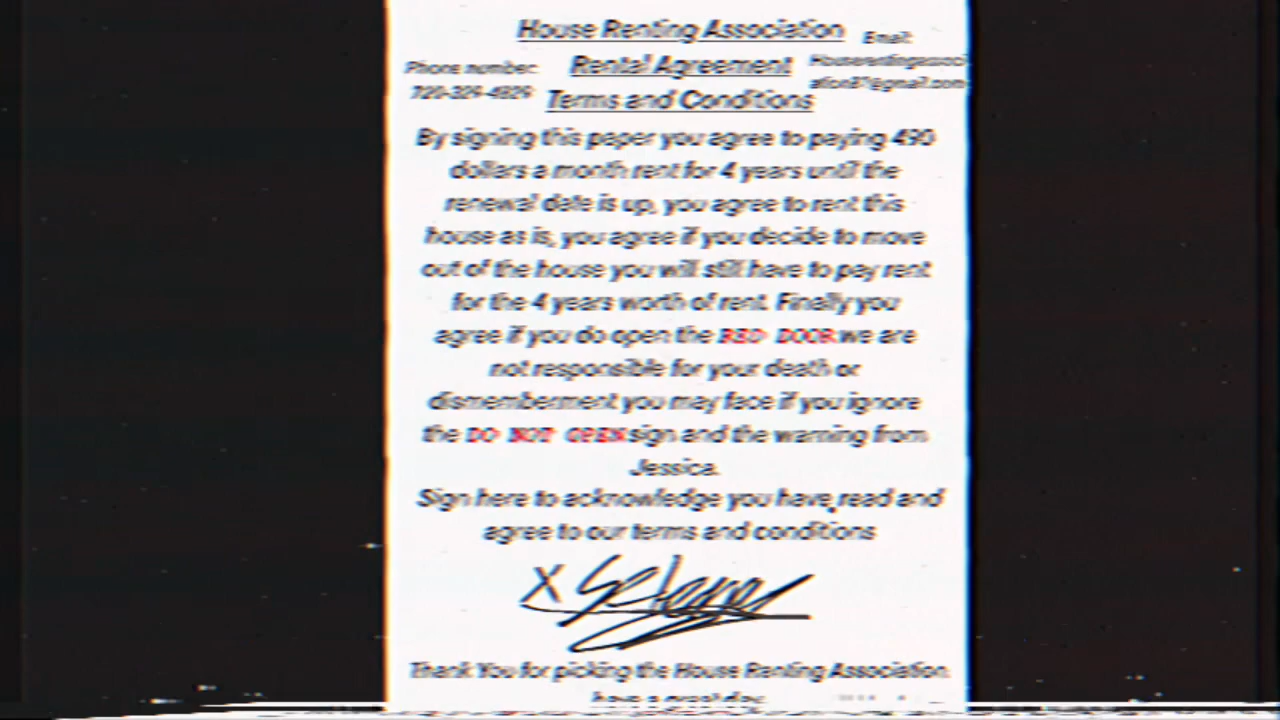 House Renting Association
Email:
Rental Agreement
Phone number:
Terms and Conditions
By signing this paper you agree to paying 490
dollars a month rent for 4 years until the
renewal date is up, you agree to rent this
house as is, you agree if you decide to move
out of the house you will still have to pay rent
for the 4 years worth of rent. Finally you
agree if you do open the RED DOOR we are
not responsible for your death or
dismemberment you may face if you ignore
the DO NOT OPEN sign and the warning from
Jessica.
Sign here to acknowledge you have read and
agree to our terms and conditions
X
Thank You for picking the House Renting Association
have a great day